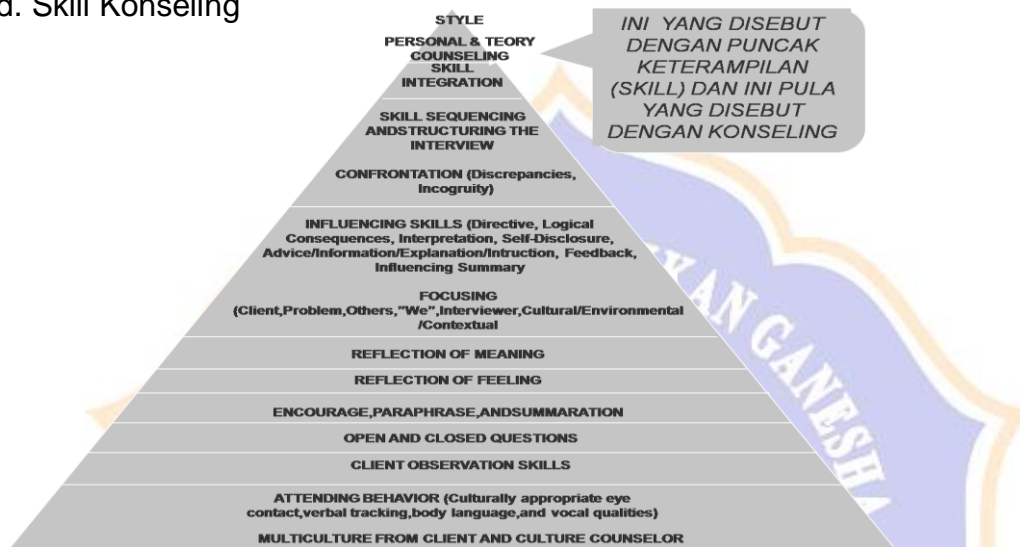 d. Skill Konseling
STYLE
PERSONAL & TEORY
COUNSELING
SKILL
INTEGRATION
INI YANG DISEBUT
DENGAN PUNCAK
KETERAMPILAN
(SKILL) DAN INI PULA
YANG DISEBUT
DENGAN KONSELING
SKILL SEQUENCING
ANDSTRUCTURING THE
INTERVIEW
CONFRONTATION (Discrepancies,
Incogruity)
INFLUENCING SKILLS (Directive, Logical
Consequences, Interpretation, Self-Disclosure,
Advice/Information/Explanation/Intruction, Feedback,
Influencing Summary
FOCUSING
(Client,Problem,Others,"We",Interviewer,Cultural/Environmental
/Contextual
REFLECTION OF MEANING
REFLECTION OF FEELING
ENCOURAGE,PARAPHRASE,ANDSUMMARATION
OPEN AND CLOSED QUESTIONS
CLIENT OBSERVATION SKILLS
ATTENDING BEHAVIOR (Culturally appropriate eye
contact,verbal tracking,body language,and vocal qualities)
MULTICULTURE FROM CLIENT AND CULTURE COUNSELOR
KAN GANESHA